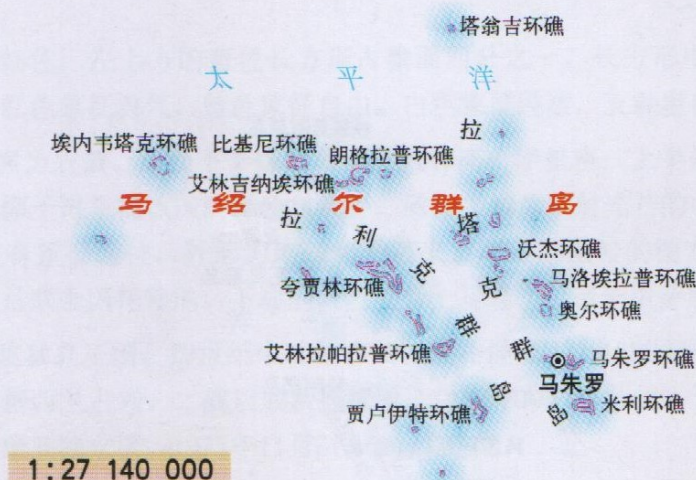 塔翁吉环礁
太平洋
埃内韦塔克环礁
比基尼环礁
朗格拉普环礁
艾林吉纳埃环礁
马绍尔群岛
拉塔克群岛
拉利克群岛
沃杰环礁
夸贾林环礁
马洛埃拉普环礁
奥尔环礁
艾林拉帕拉普环礁
马朱罗环礁
马朱罗
贾卢伊特环礁
米利环礁
1:27 140 000